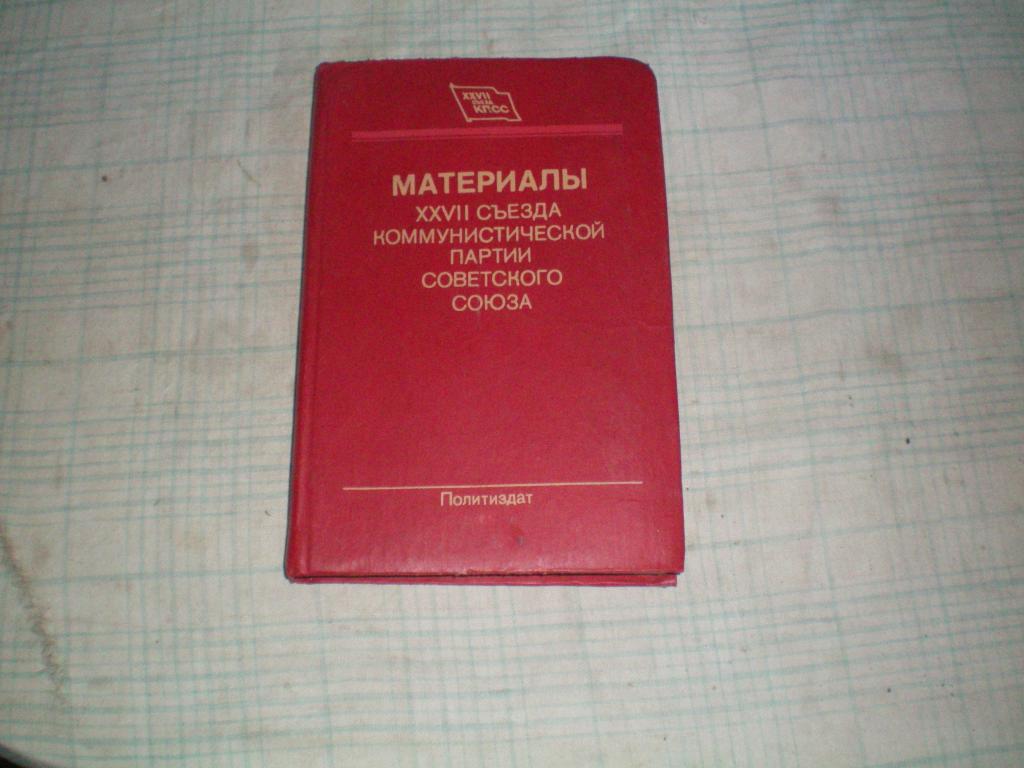 XXVII
СЪЕЗД
КПСС
МАТЕРИАЛЫ
XXVII СЪЕЗДА
КОММУНИСТИЧЕСКОЙ
ПАРТИИ
СОВЕТСКОГО
СОЮЗА
Политиздат